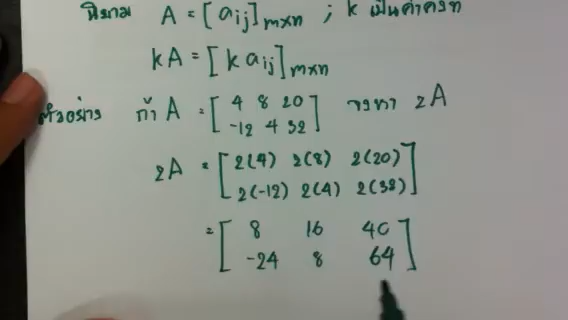 นิยาม A = [aij]m×n ; k เป็นค่าคงที่
kA = [k aij]m×n
ตัวอย่าง ถ้า A = [4 8 20 จงหา 2A
-12 4 32]
2A = [2(4) 2(8) 2(20)
2(-12) 2(4) 2(32)]
= [8 16 40
-24 8 64]